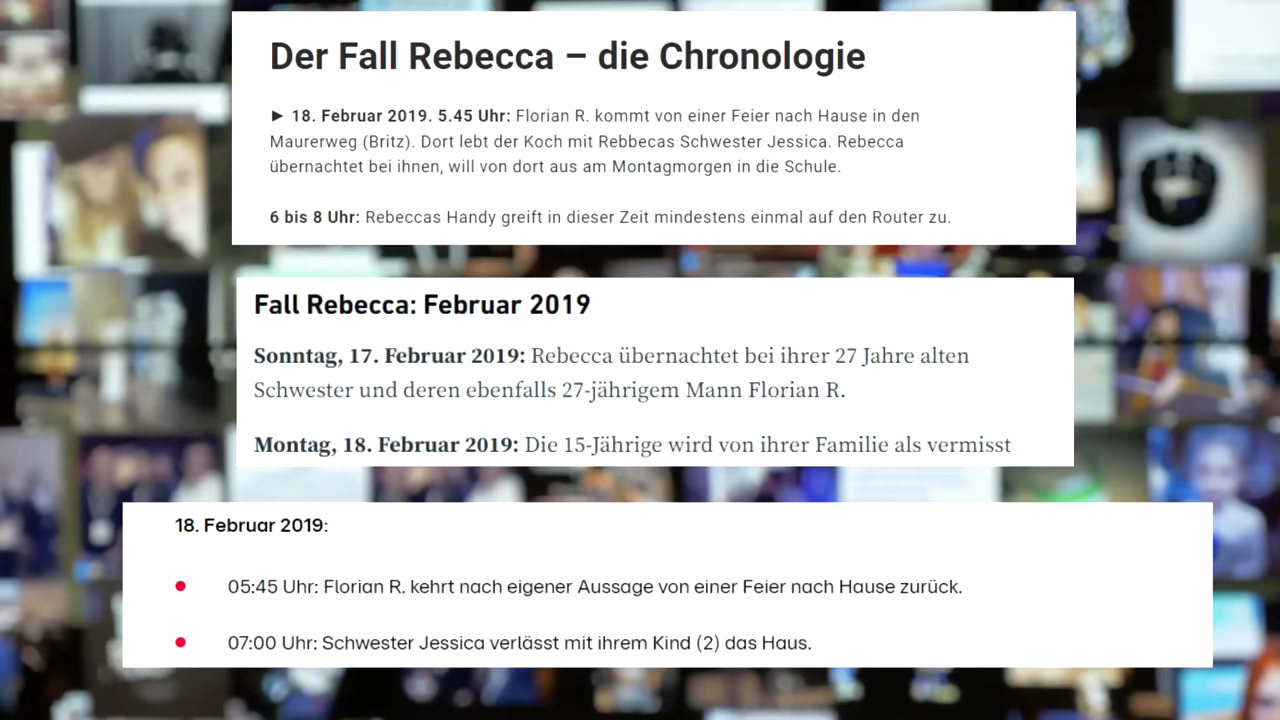 Der Fall Rebecca – die Chronologie
► 18. Februar 2019. 5.45 Uhr: Florian R. kommt von einer Feier nach Hause in den
Maurerweg (Britz). Dort lebt der Koch mit Rebbecas Schwester Jessica. Rebecca
übernachtet bei ihnen, will von dort aus am Montagmorgen in die Schule.
6 bis 8 Uhr: Rebeccas Handy greift in dieser Zeit mindestens einmal auf den Router zu.
Fall Rebecca: Februar 2019
Sonntag, 17. Februar 2019: Rebecca übernachtet bei ihrer 27 Jahre alten
Schwester und deren ebenfalls 27-jährigem Mann Florian R.
Montag, 18. Februar 2019: Die 15-Jährige wird von ihrer Familie als vermisst
18. Februar 2019:
05:45 Uhr: Florian R. kehrt nach eigener Aussage von einer Feier nach Hause zurück.
07:00 Uhr: Schwester Jessica verlässt mit ihrem Kind (2) das Haus.